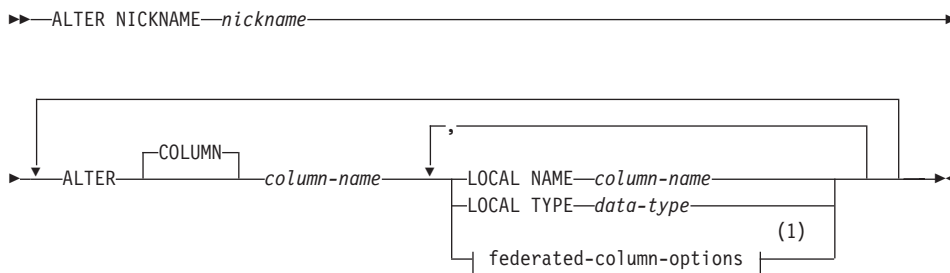 ALTER NICKNAME nickname
,
COLUMN
ALTER column-name LOCAL NAME column-name
LOCAL TYPE data-type
(1)
federated-column-options